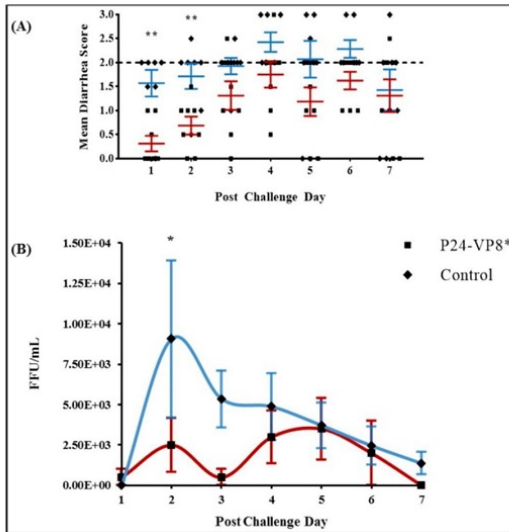 (A)
Mean Diarrhea Score
3.0
2.5
2.0
1.5
1.0
0.5
0.0
**
**
1 2 3 4 5 6 7
Post Challenge Day
(B)
FFU/mL
1.50E+04
1.25E+04
1.00E+04
7.50E+03
5.00E+03
2.50E+03
0.00E+00
*
P24-VP8*
Control
1 2 3 4 5 6 7
Post Challenge Day